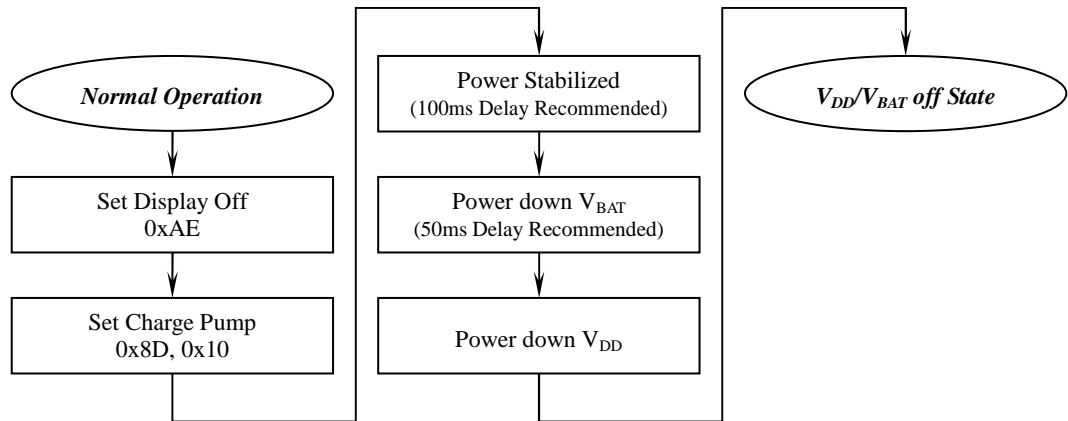 Normal Operation
Set Display Off
0xAE
Set Charge Pump
0x8D, 0x10
Power Stabilized
(100ms Delay Recommended)
Power down VBAT
(50ms Delay Recommended)
Power down VDD
VDD/VBAT off State